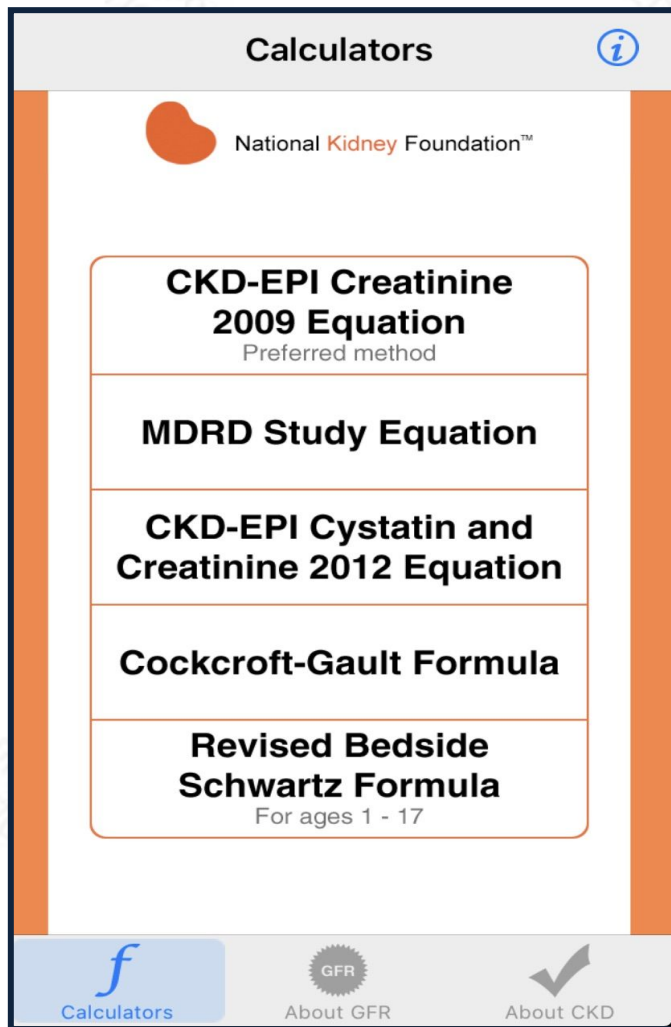 Calculators
i
National Kidney Foundation™
CKD-EPI Creatinine
2009 Equation
Preferred method
MDRD Study Equation
CKD-EPI Cystatin and
Creatinine 2012 Equation
Cockcroft-Gault Formula
Revised Bedside
Schwartz Formula
For ages 1 - 17
f
GFR
Calculators
About GFR
About CKD